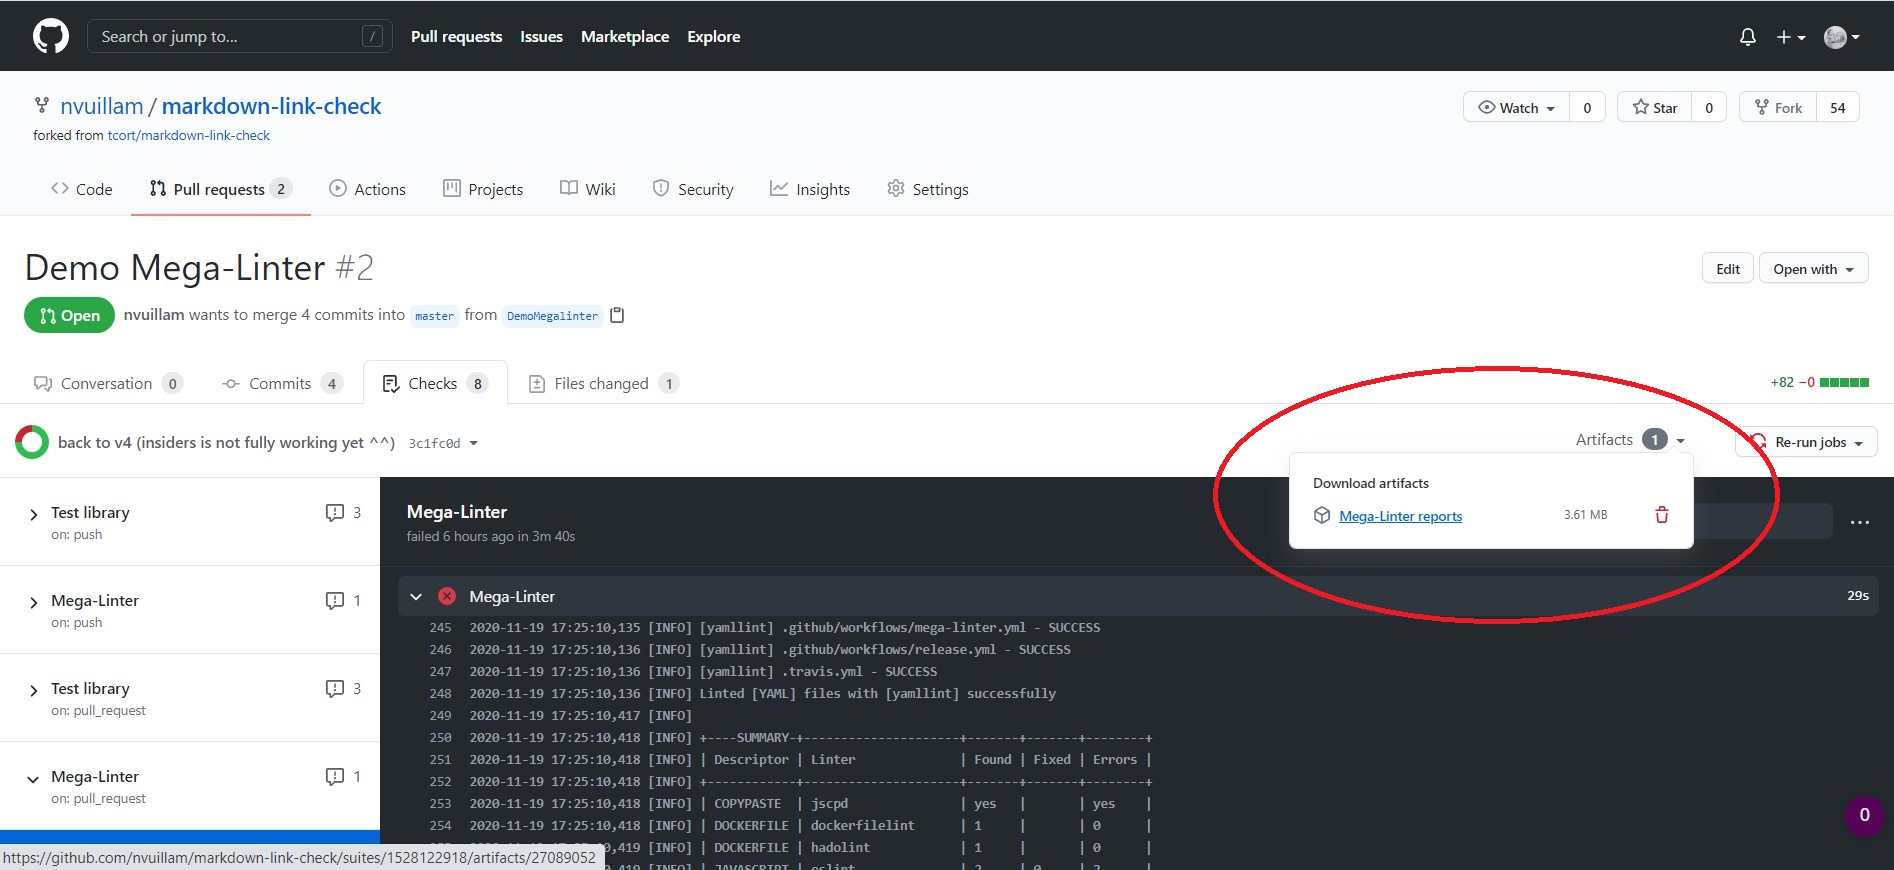 Search or jump to... /
Pull requests Issues Marketplace Explore
nvuillam / markdown-link-check
forked from tcort/markdown-link-check
Watch 0 Star 0 Fork 54
Code Pull requests 2 Actions Projects Wiki Security Insights Settings
Demo Mega-Linter #2
Edit Open with
Open nvuillam wants to merge 4 commits into master from DemoMegalinter
Conversation 0 Commits 4 Checks 8 Files changed 1
+82 −0
back to v4 (insiders is not fully working yet ^^) 3c1fc0d
Artifacts 1 Re-run jobs
Download artifacts
Mega-Linter reports 3.61 MB
Test library 3
on: push
Mega-Linter 1
on: push
Test library 3
on: pull_request
Mega-Linter 1
on: pull_request
Mega-Linter
failed 6 hours ago in 3m 40s
...
Mega-Linter 29s
245 2020-11-19 17:25:10,135 [INFO] [yamllint] .github/workflows/mega-linter.yml - SUCCESS
246 2020-11-19 17:25:10,136 [INFO] [yamllint] .github/workflows/release.yml - SUCCESS
247 2020-11-19 17:25:10,136 [INFO] [yamllint] .travis.yml - SUCCESS
248 2020-11-19 17:25:10,136 [INFO] Linted [YAML] files with [yamllint] successfully
249 2020-11-19 17:25:10,417 [INFO]
250 2020-11-19 17:25:10,418 [INFO] +----SUMMARY-+---------------------+-------+-------+--------+
251 2020-11-19 17:25:10,418 [INFO] | Descriptor | Linter | Found | Fixed | Errors |
252 2020-11-19 17:25:10,418 [INFO] +------------+---------------------+-------+-------+--------+
253 2020-11-19 17:25:10,418 [INFO] | COPYPASTE | jscpd | yes | | yes |
254 2020-11-19 17:25:10,418 [INFO] | DOCKERFILE | dockerfilelint | 1 | | 0 |
,419 [INFO] | DOCKERFILE | hadolint | 1 | | 0 |
,419 [INFO] | JAVASCRIPT | eslint | 2 | 0 | 2 |
0
https://github.com/nvuillam/markdown-link-check/suites/1528122918/artifacts/27089052